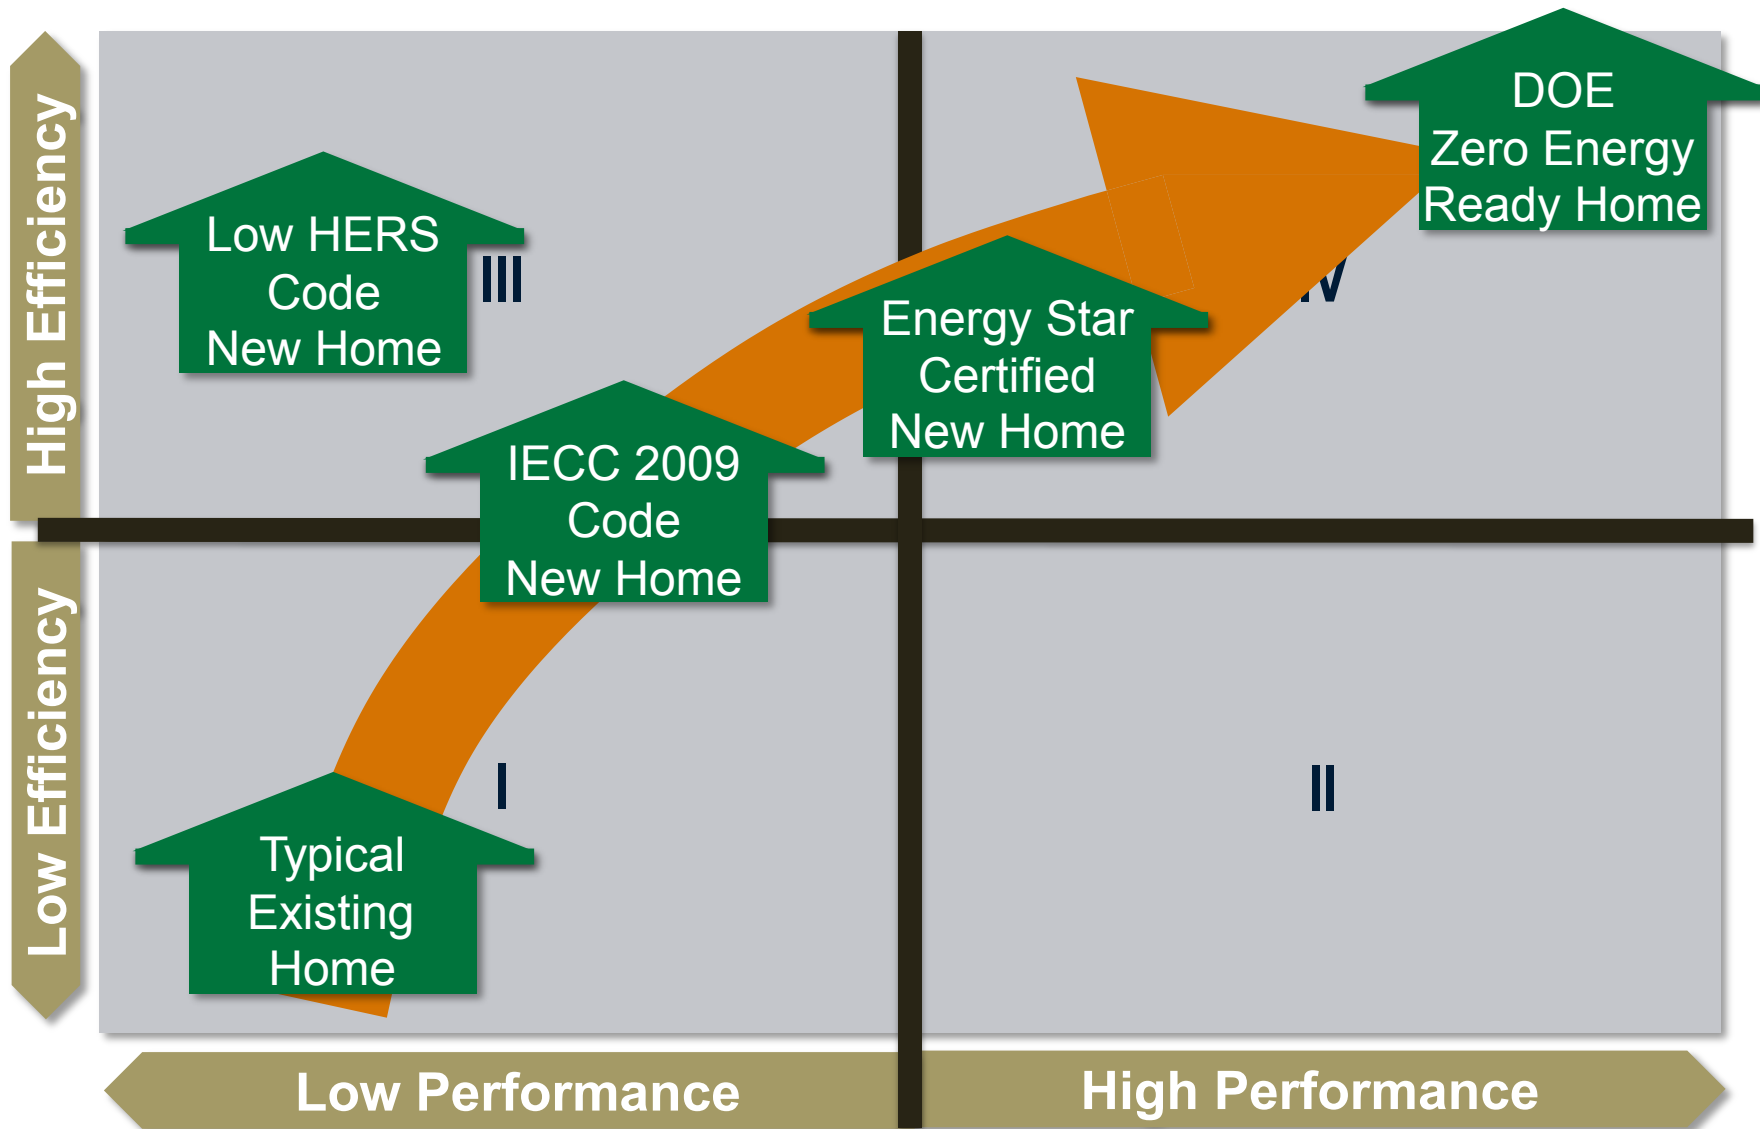 High Efficiency
Low Efficiency
DOE
Zero Energy
Ready Home
Low HERS
Code
New Home
III
IV
Energy Star
Certified
New Home
IECC 2009
Code
New Home
I
II
Typical
Existing
Home
Low Performance
High Performance